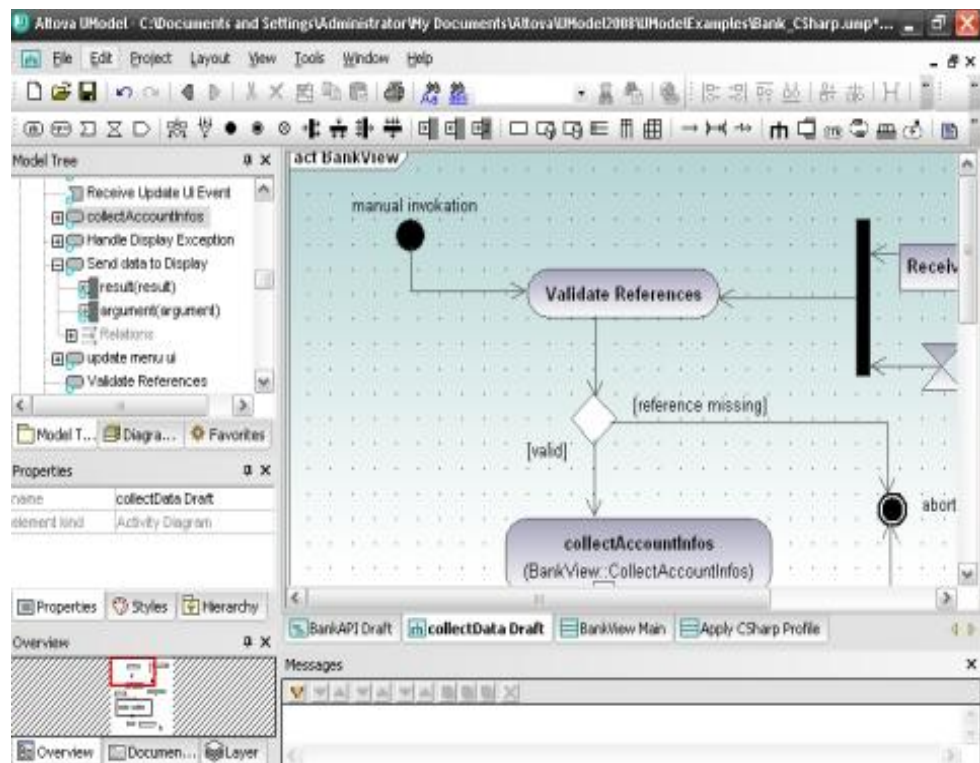 Altova UModel - C:\Documents and Settings\Administrator\My Documents\Altova\UModel2008\UModelExamples\Bank_CSharp.ump*...
File Edit Project Layout View Tools Window Help
Model Tree
Receive Update UI Event
collectAccountInfos
Handle Display Exception
Send data to Display
result(result)
argument(argument)
Relations
update menu ui
Validate References
Model T... Diagra... Favorites
Properties
name collectData Draft
element kind Activity Diagram
Properties Styles Hierarchy
Overview
Overview Documen... Layer
act BankView
manual invokation
Validate References
Receiv
[reference missing]
[valid]
abort
collectAccountInfos
(BankView::CollectAccountInfos)
BankAPI Draft collectData Draft BankView Main Apply CSharp Profile
Messages